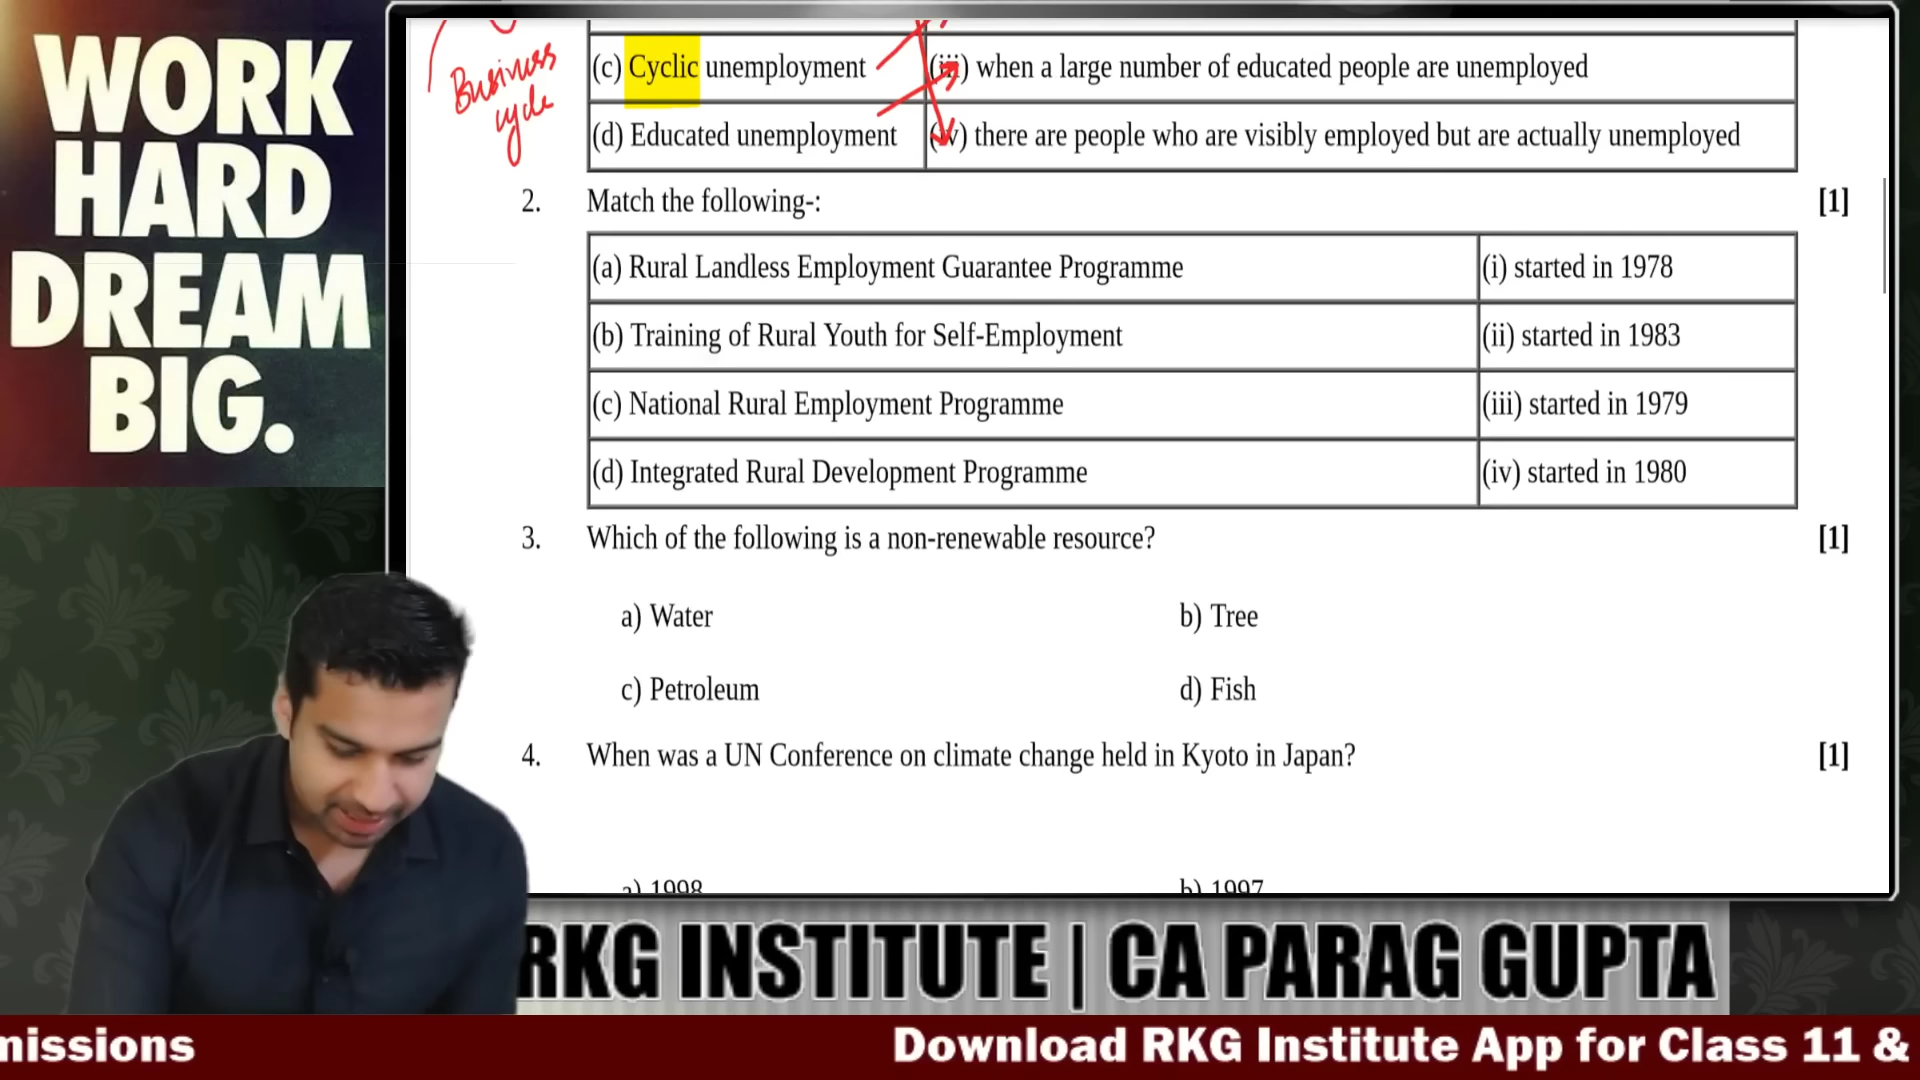 WORK
HARD
DREAM
BIG.
Business
cycle
(c) Cyclic unemployment
(iii) when a large number of educated people are unemployed
(d) Educated unemployment
(iv) there are people who are visibly employed but are actually unemployed
2. Match the following-: [1]
(a) Rural Landless Employment Guarantee Programme
(i) started in 1978
(b) Training of Rural Youth for Self-Employment
(ii) started in 1983
(c) National Rural Employment Programme
(iii) started in 1979
(d) Integrated Rural Development Programme
(iv) started in 1980
3. Which of the following is a non-renewable resource? [1]
a) Water
b) Tree
c) Petroleum
d) Fish
4. When was a UN Conference on climate change held in Kyoto in Japan? [1]
a) 1998
b) 1997
RKG INSTITUTE | CA PARAG GUPTA
missions Download RKG Institute App for Class 11 &